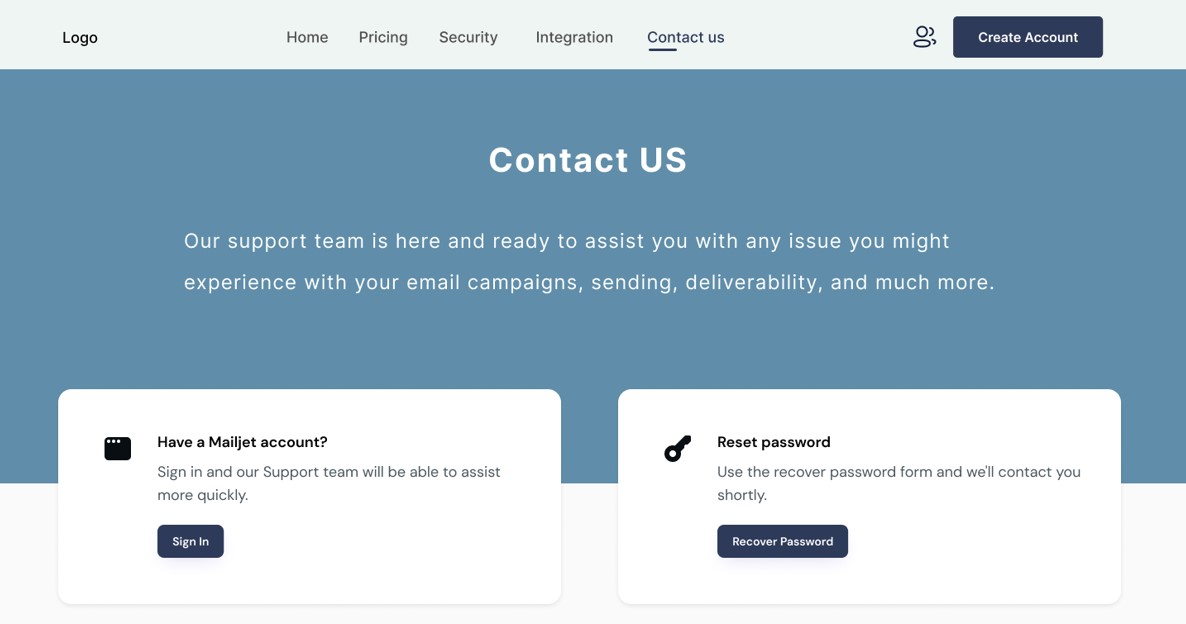 Logo
Home
Pricing
Security
Integration
Contact us
Create Account
Contact US
Our support team is here and ready to assist you with any issue you might
experience with your email campaigns, sending, deliverability, and much more.
Have a Mailjet account?
Sign in and our Support team will be able to assist
more quickly.
Sign In
Reset password
Use the recover password form and we'll contact you
shortly.
Recover Password